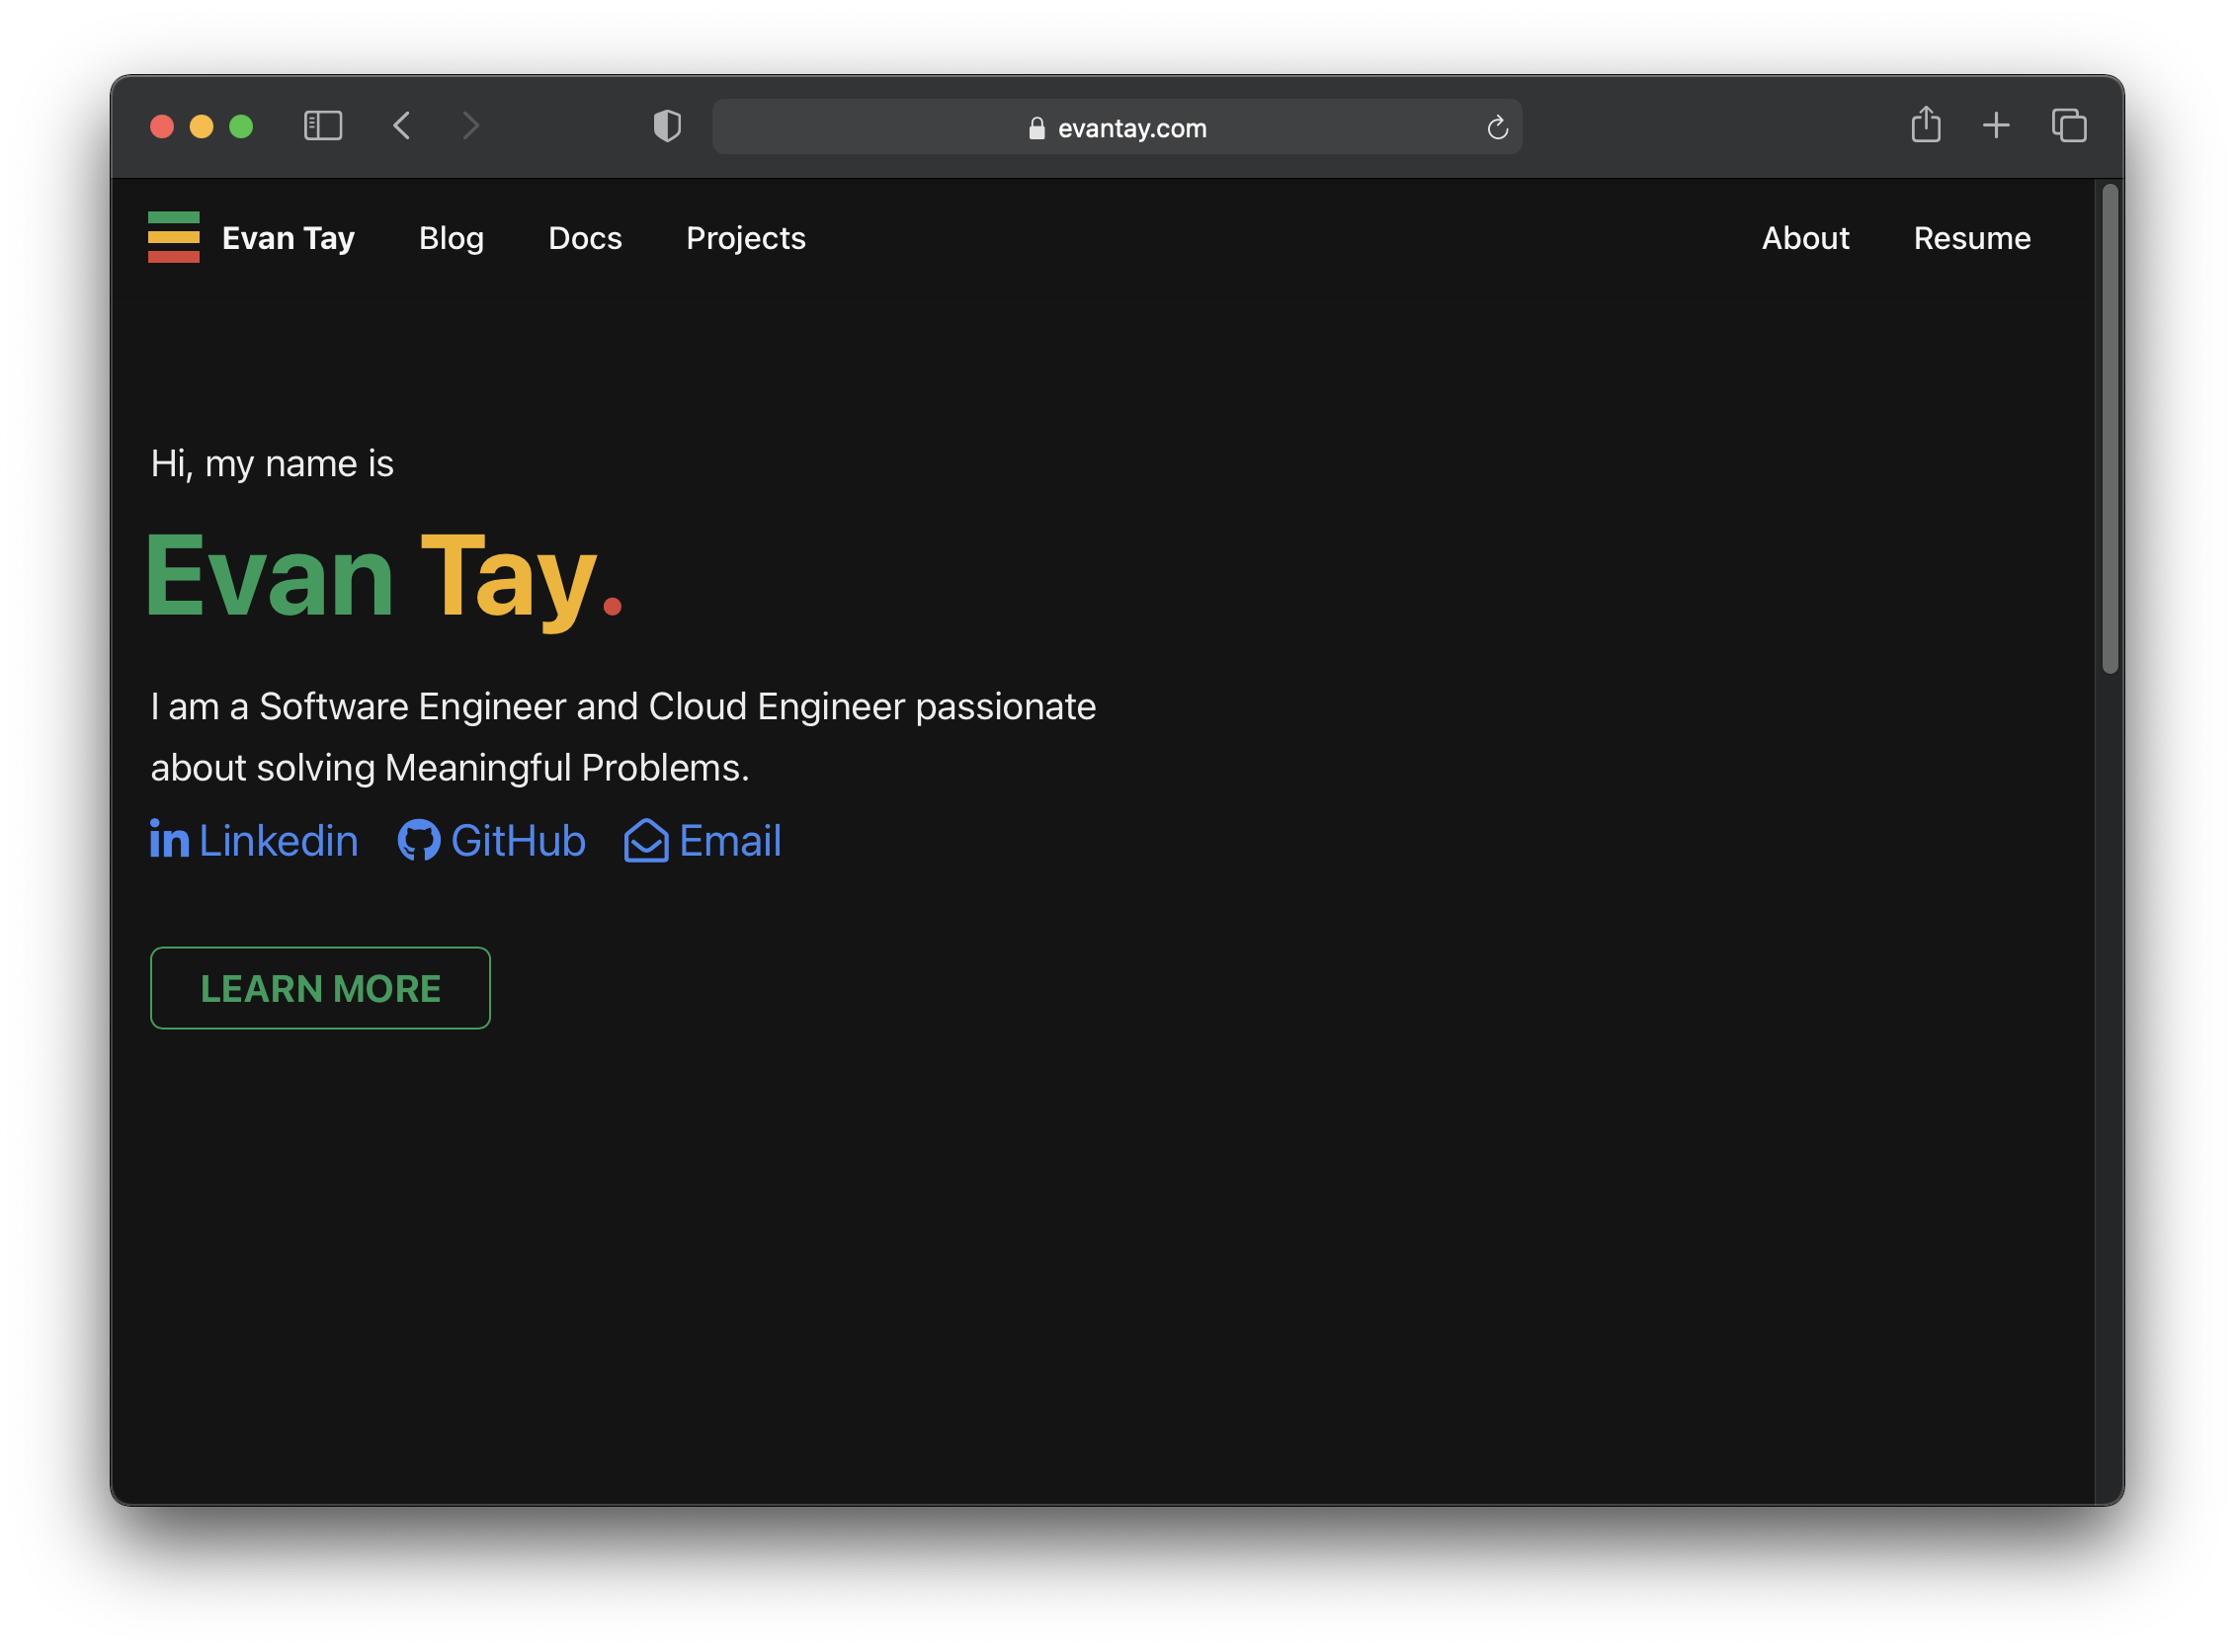 evantay.com
Evan Tay Blog Docs Projects About Resume
Hi, my name is
Evan Tay.
I am a Software Engineer and Cloud Engineer passionate
about solving Meaningful Problems.
in Linkedin GitHub Email
LEARN MORE